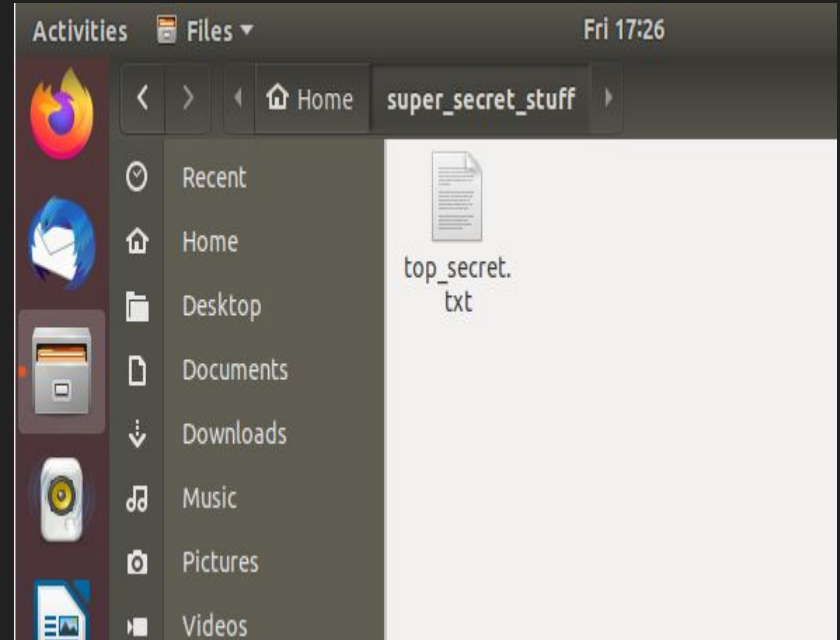 Activities Files Fri 17:26
Home super_secret_stuff
Recent
Home
Desktop
Documents
Downloads
Music
Pictures
Videos
top_secret.
txt